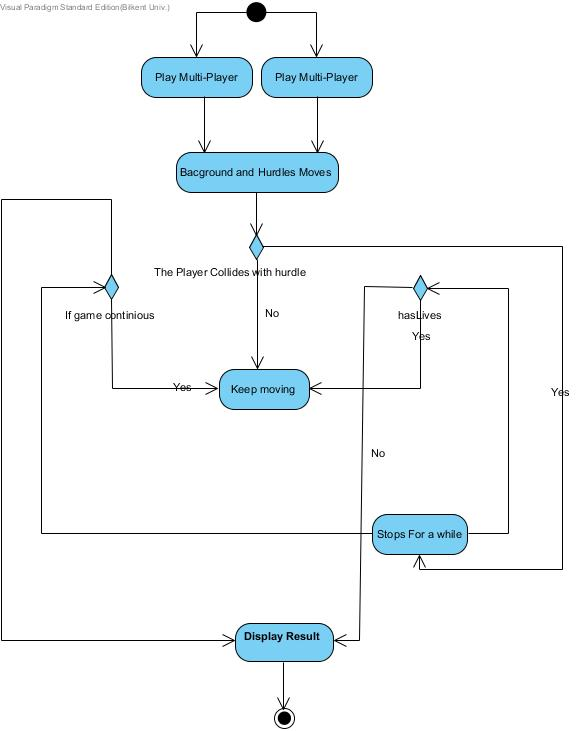 Visual Paradigm Standard Edition(Bilkent Univ.)
Play Multi-Player
Play Multi-Player
Bacground and Hurdles Moves
The Player Collides with hurdle
If game continious
No
hasLives
Yes
Yes
Keep moving
Yes
No
Stops For a while
Display Result